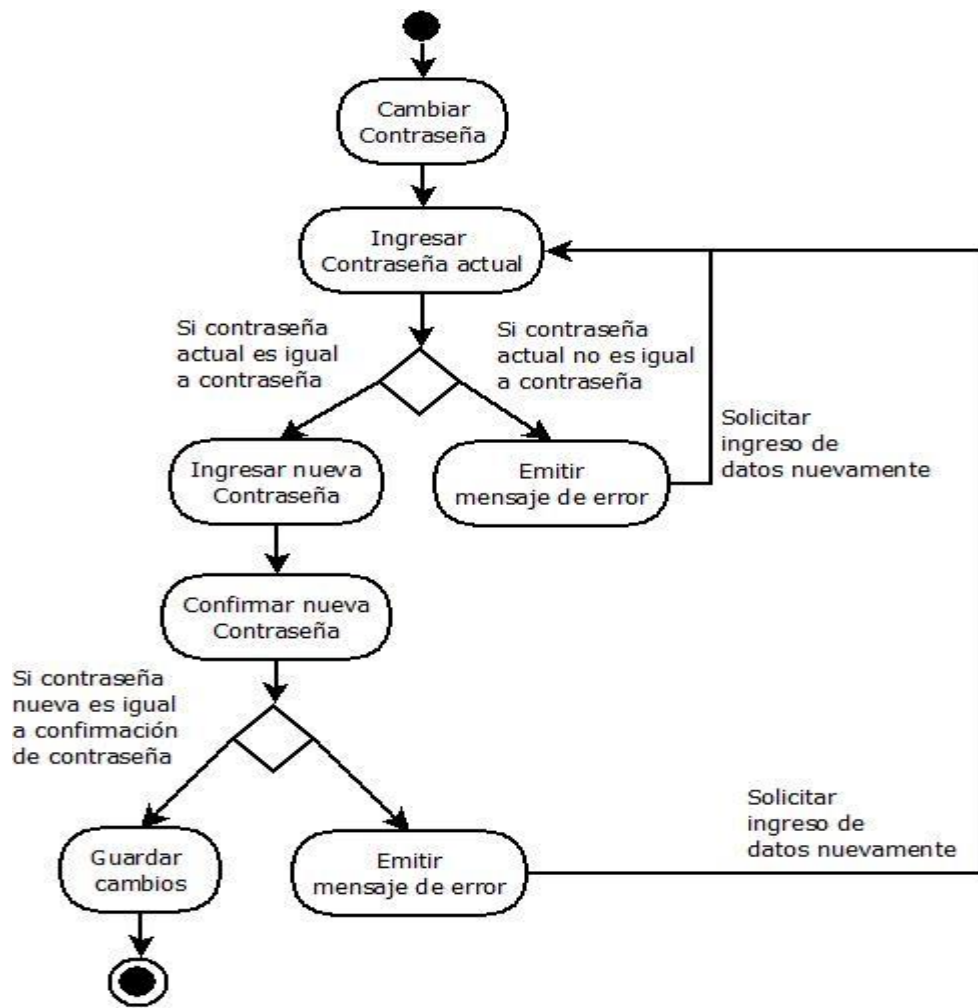 Cambiar
Contraseña
Ingresar
Contraseña actual
Si contraseña
actual es igual
a contraseña
Si contraseña
actual no es igual
a contraseña
Solicitar
ingreso de
datos nuevamente
Ingresar nueva
Contraseña
Emitir
mensaje de error
Confirmar nueva
Contraseña
Si contraseña
nueva es igual
a confirmación
de contraseña
Solicitar
ingreso de
datos nuevamente
Guardar
cambios
Emitir
mensaje de error